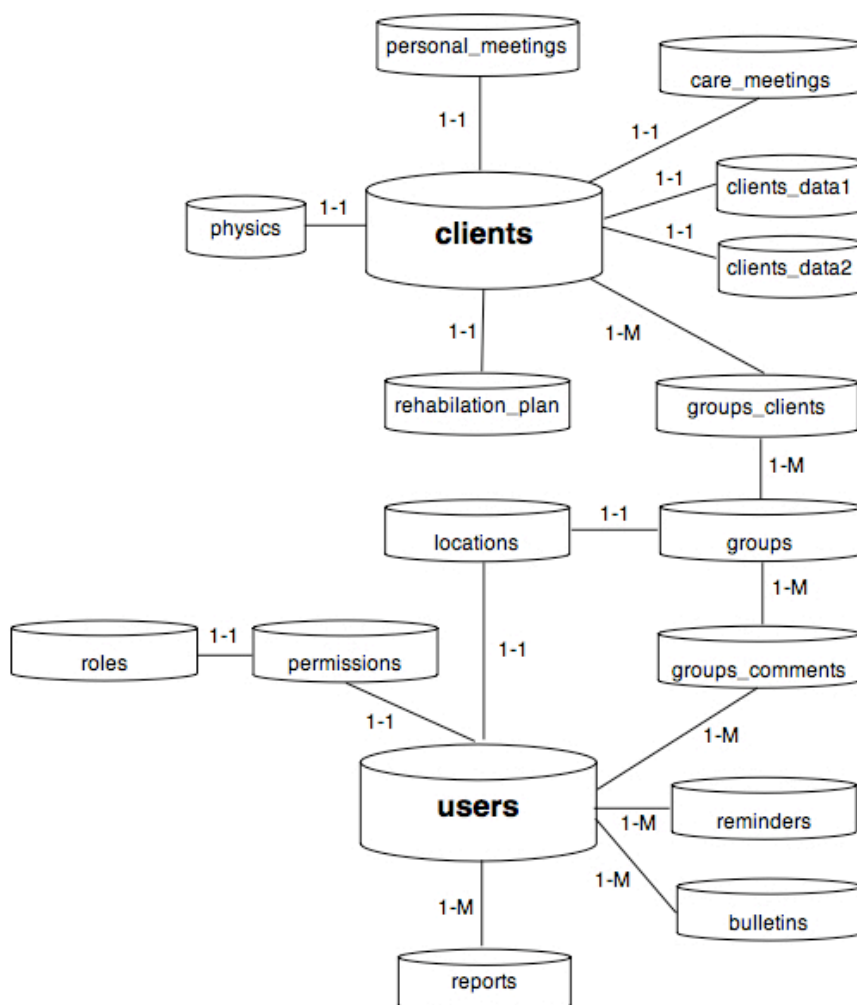 personal_meetings
care_meetings
1-1
1-1
clients_data1
1-1
physics
1-1
clients
1-1
clients_data2
1-1
1-M
rehabilation_plan
groups_clients
1-M
locations
1-1
groups
1-M
roles
1-1
permissions
1-1
groups_comments
1-1
1-M
users
1-M
reminders
1-M
bulletins
1-M
reports